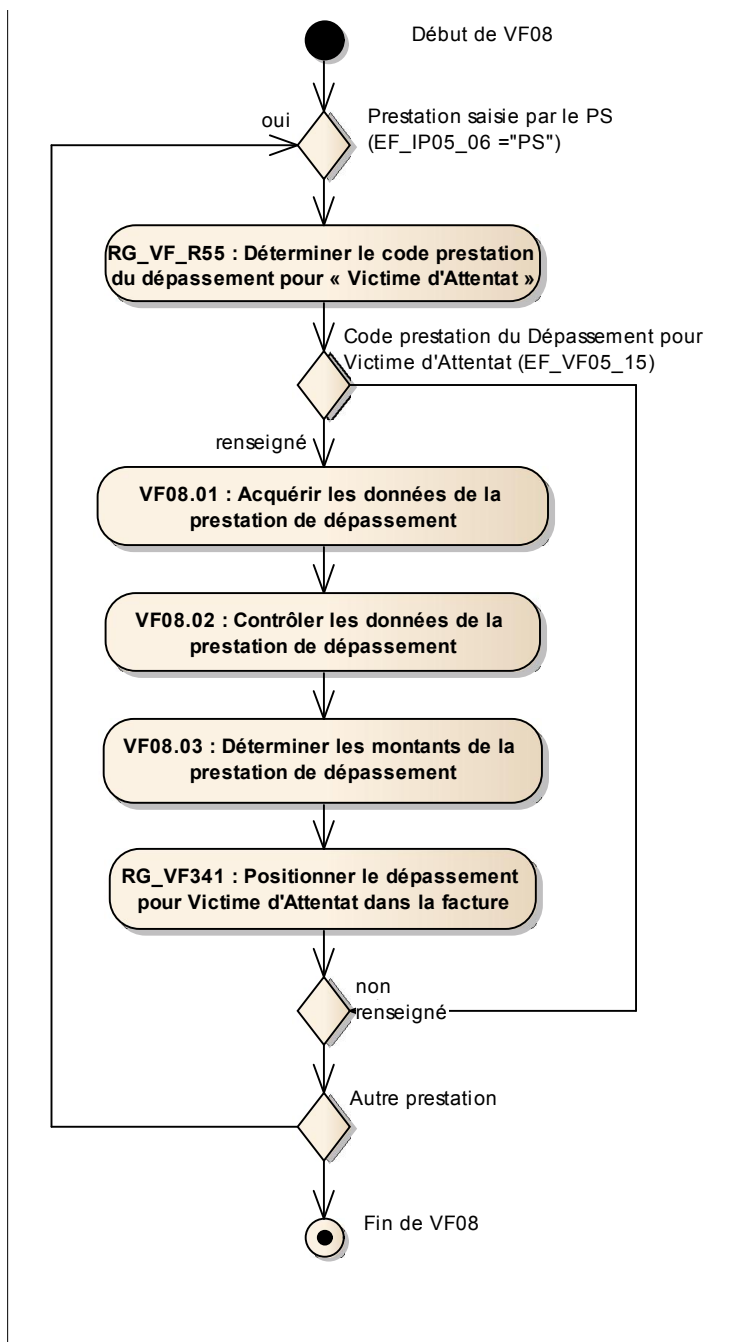 Début de VF08
oui
Prestation saisie par le PS
(EF_IP05_06 ="PS")
RG_VF_R55 : Déterminer le code prestation
du dépassement pour « Victime d'Attentat »
Code prestation du Dépassement pour
Victime d'Attentat (EF_VF05_15)
renseigné
VF08.01 : Acquérir les données de la
prestation de dépassement
VF08.02 : Contrôler les données de la
prestation de dépassement
VF08.03 : Déterminer les montants de la
prestation de dépassement
RG_VF341 : Positionner le dépassement
pour Victime d'Attentat dans la facture
non
renseigné
Autre prestation
Fin de VF08